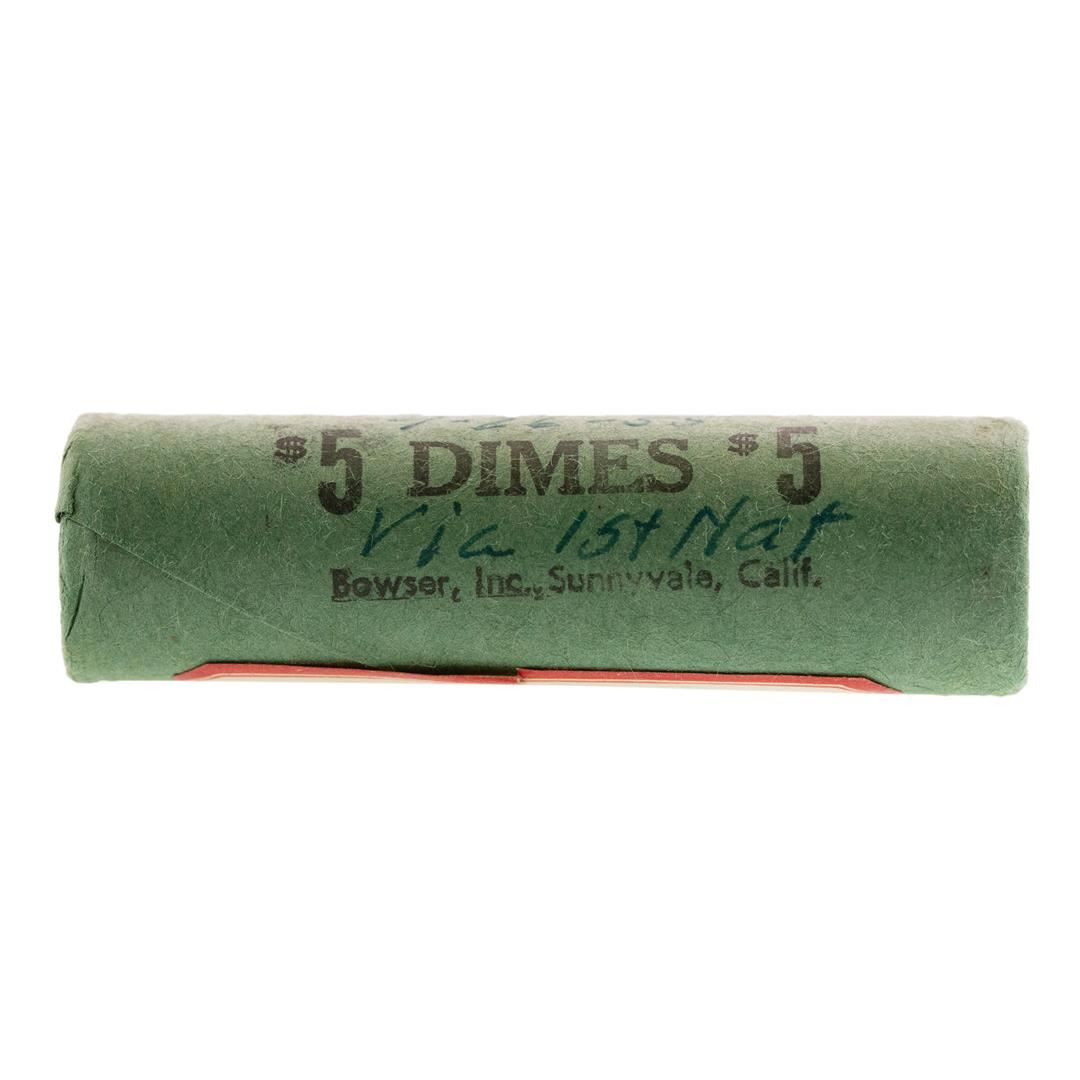 $5 DIMES $5
Via 1st Nat
Bowser, Inc., Sunnyvale, Calif.